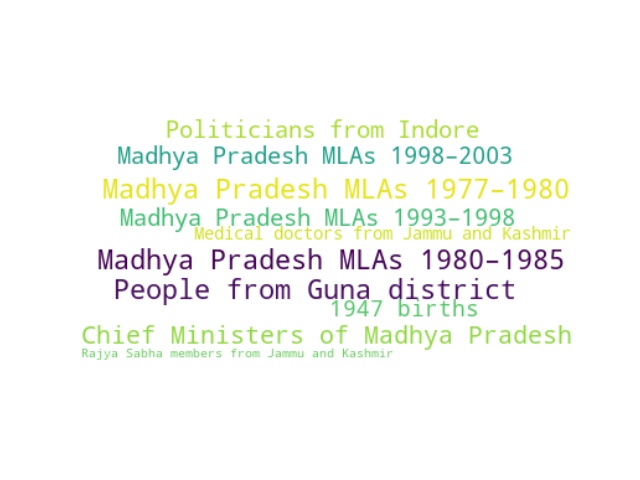 Politicians from Indore
Madhya Pradesh MLAs 1998–2003
Madhya Pradesh MLAs 1977–1980
Madhya Pradesh MLAs 1993–1998
Medical doctors from Jammu and Kashmir
Madhya Pradesh MLAs 1980–1985
People from Guna district
1947 births
Chief Ministers of Madhya Pradesh
Rajya Sabha members from Jammu and Kashmir